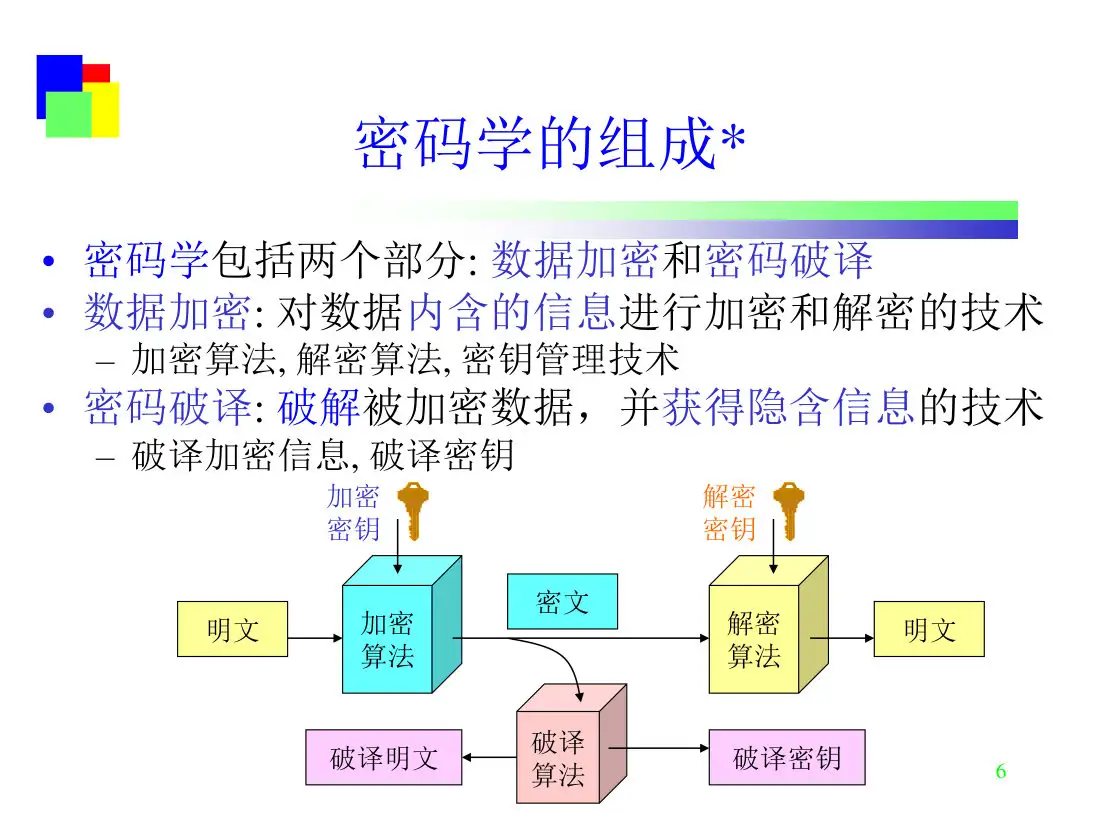 密码学的组成*
• 密码学包括两个部分: 数据加密和密码破译
• 数据加密: 对数据内含的信息进行加密和解密的技术
– 加密算法, 解密算法, 密钥管理技术
• 密码破译: 破解被加密数据，并获得隐含信息的技术
– 破译加密信息, 破译密钥
加密
密钥
解密
密钥
明文
加密
算法
密文
解密
算法
明文
破译明文
破译
算法
破译密钥
6